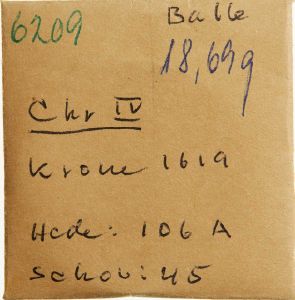 6209
Balle
18,69g
Chr IV
Krone 1619
Hede: 106 A
Schou: 45